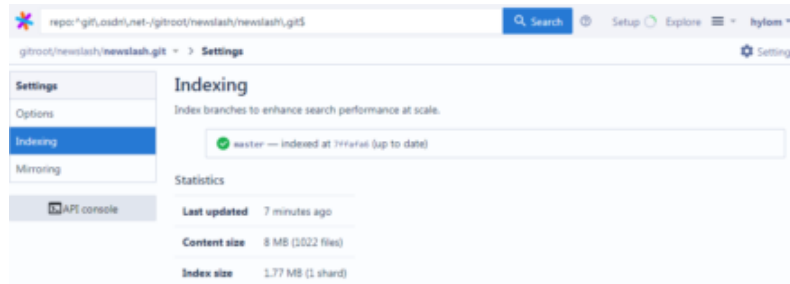 repo:^git\.osdn\.net-/gitroot/newslash/newslash\.git$ Search Setup Explore hylom
gitroot/newslash/newslash.git > Settings Setting
Settings
Options
Indexing
Mirroring
API console
Indexing
Index branches to enhance search performance at scale.
master — indexed at 7ffafa6 (up to date)
Statistics
Last updated 7 minutes ago
Content size 8 MB (1022 files)
Index size 1.77 MB (1 shard)